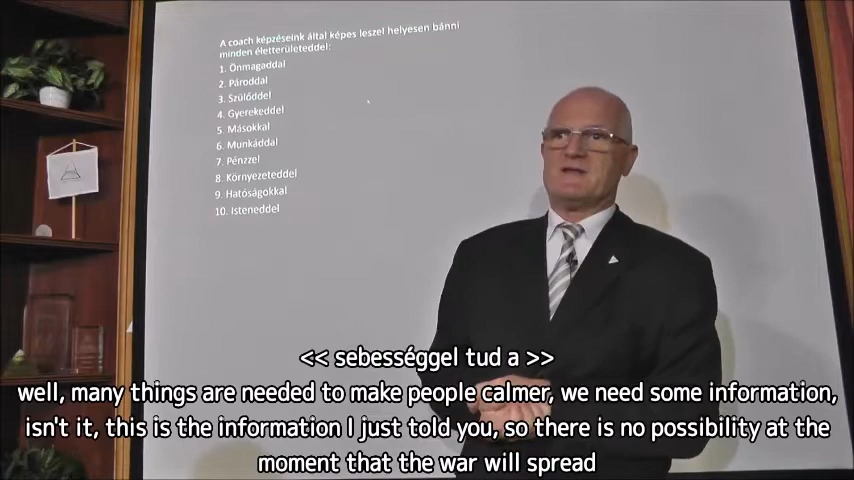 A coach képzéseink által képes leszel helyesen bánni
minden életterületeddel:
1. Önmagaddal
2. Pároddal
3. Szülőddel
4. Gyerekeddel
5. Másokkal
6. Munkáddal
7. Pénzzel
8. Környezeteddel
9. Hatóságokkal
10. Isteneddel
<< sebességgel tud a >>
well, many things are needed to make people calmer, we need some information,
isn't it, this is the information I just told you, so there is no possibility at the
moment that the war will spread